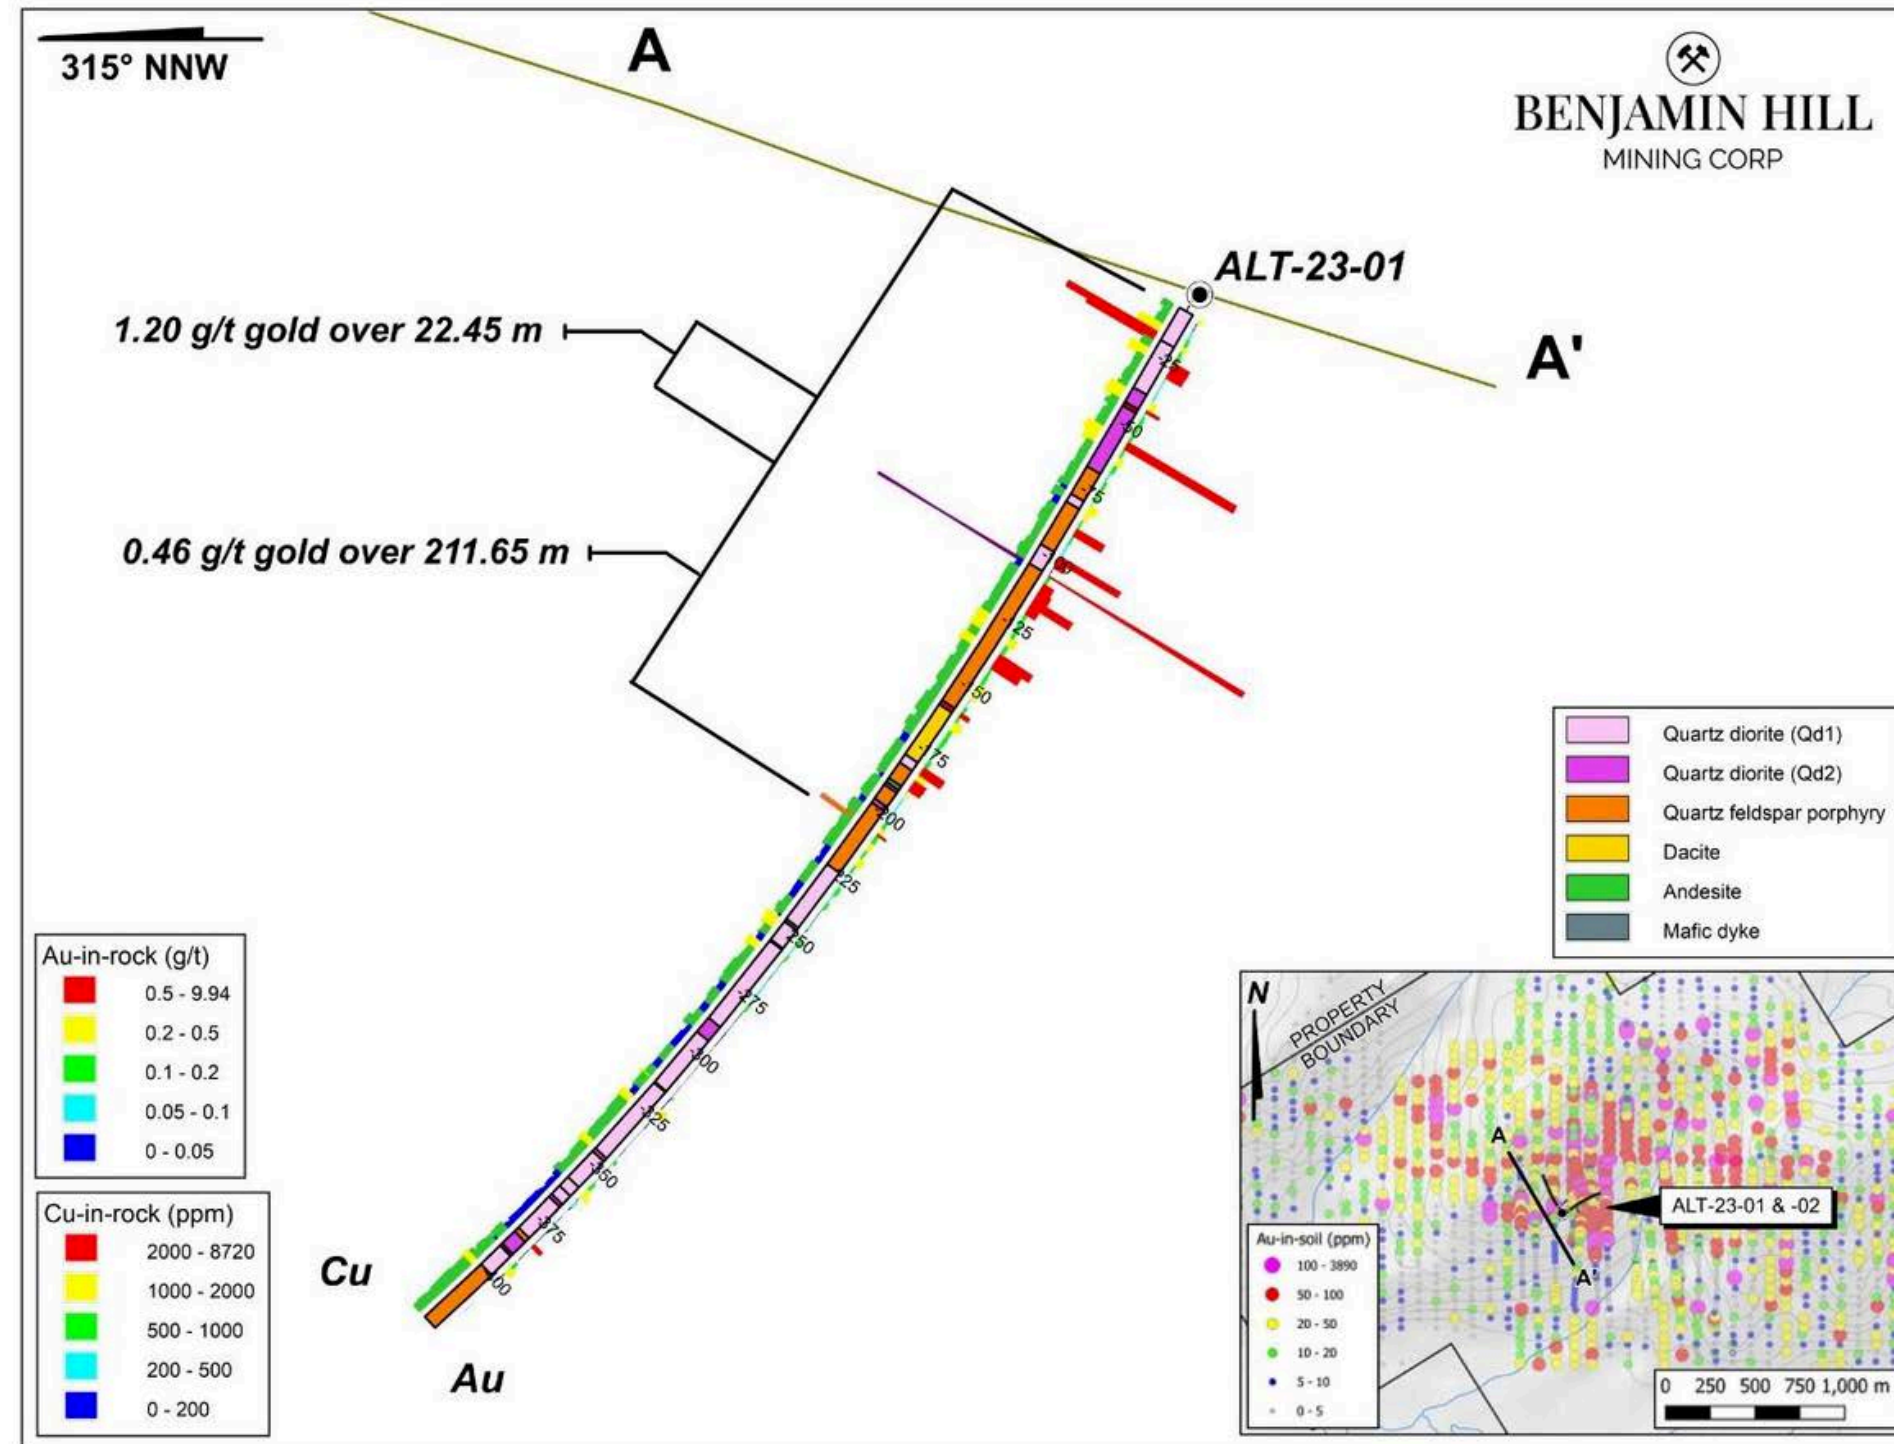 315° NNW
A
BENJAMIN HILL
MINING CORP
ALT-23-01
A'
1.20 g/t gold over 22.45 m
0.46 g/t gold over 211.65 m
-25
-50
-125
-150
-175
-200
-225
-250
-275
-300
-325
-350
-375
Cu
Au
Quartz diorite (Qd1)
Quartz diorite (Qd2)
Quartz feldspar porphyry
Dacite
Andesite
Mafic dyke
Au-in-rock (g/t)
0.5 - 9.94
0.2 - 0.5
0.1 - 0.2
0.05 - 0.1
0 - 0.05
Cu-in-rock (ppm)
2000 - 8720
1000 - 2000
500 - 1000
200 - 500
0 - 200
N
PROPERTY
BOUNDARY
A
ALT-23-01 & -02
A'
Au-in-soil (ppm)
100 - 3890
50 - 100
20 - 50
10 - 20
5 - 10
0 - 5
0 250 500 750 1,000 m